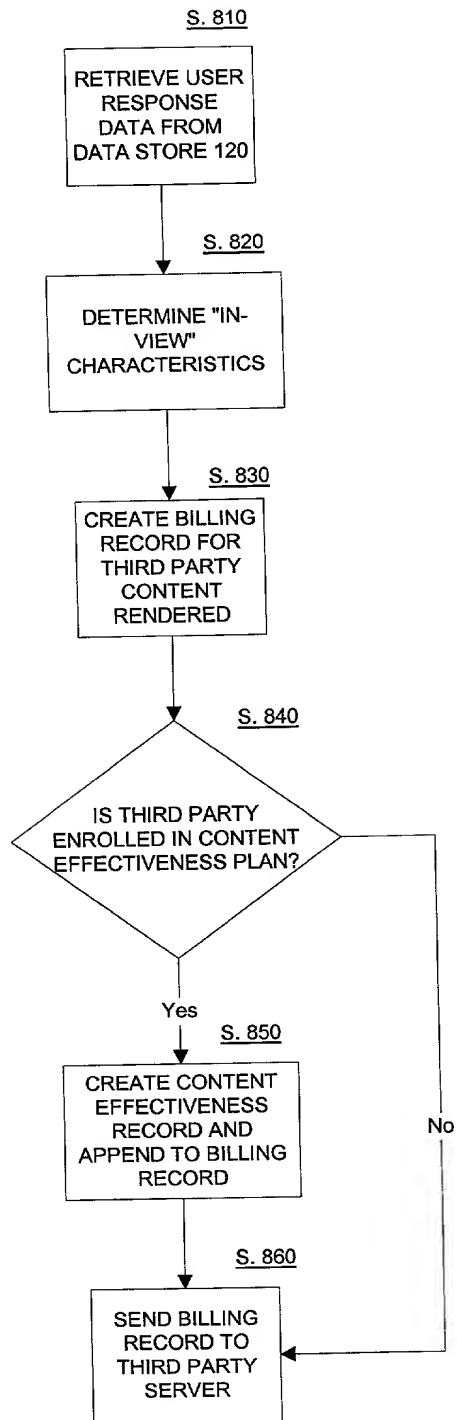 S. 810
RETRIEVE USER
RESPONSE
DATA FROM
DATA STORE 120
S. 820
DETERMINE "IN-
VIEW"
CHARACTERISTICS
S. 830
CREATE BILLING
RECORD FOR
THIRD PARTY
CONTENT
RENDERED
S. 840
IS THIRD PARTY
ENROLLED IN CONTENT
EFFECTIVENESS PLAN?
Yes
S. 850
CREATE CONTENT
EFFECTIVENESS
RECORD AND
APPEND TO BILLING
RECORD
No
S. 860
SEND BILLING
RECORD TO
THIRD PARTY
SERVER